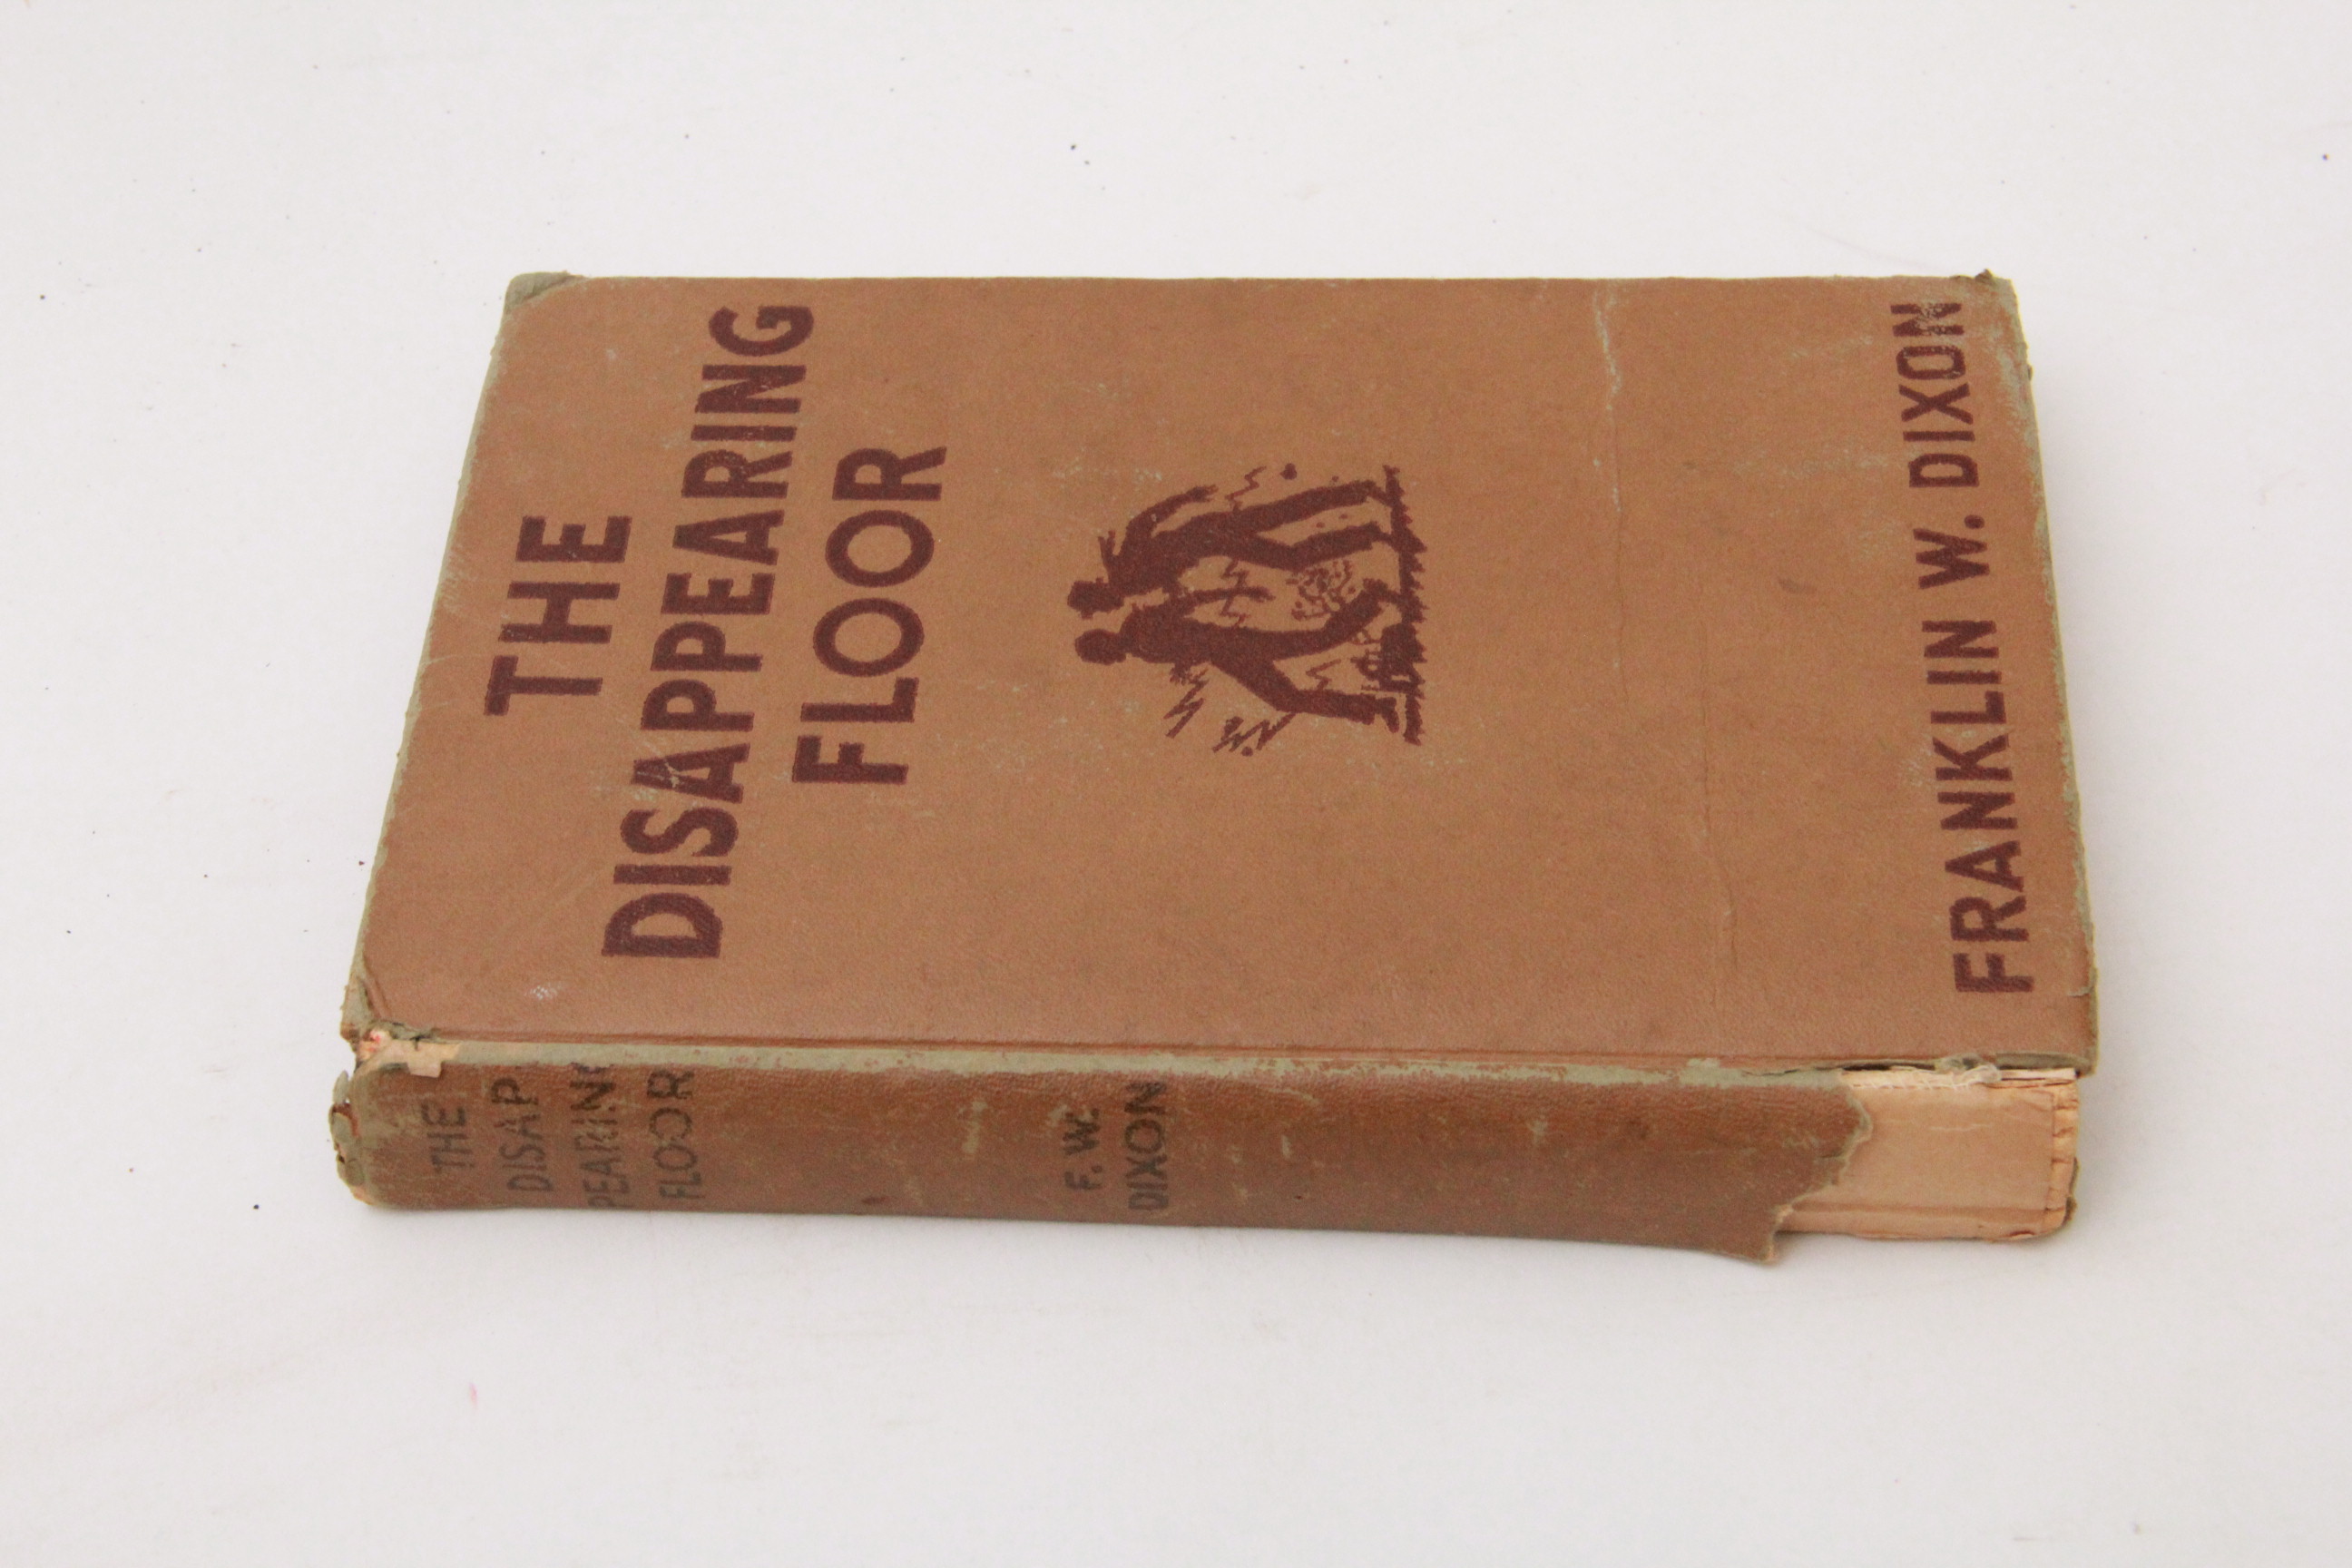 THE
DISAPPEARING
FLOOR
FRANKLIN W. DIXON
THE
DISAP
PEARING
FLOOR
F. W.
DIXON